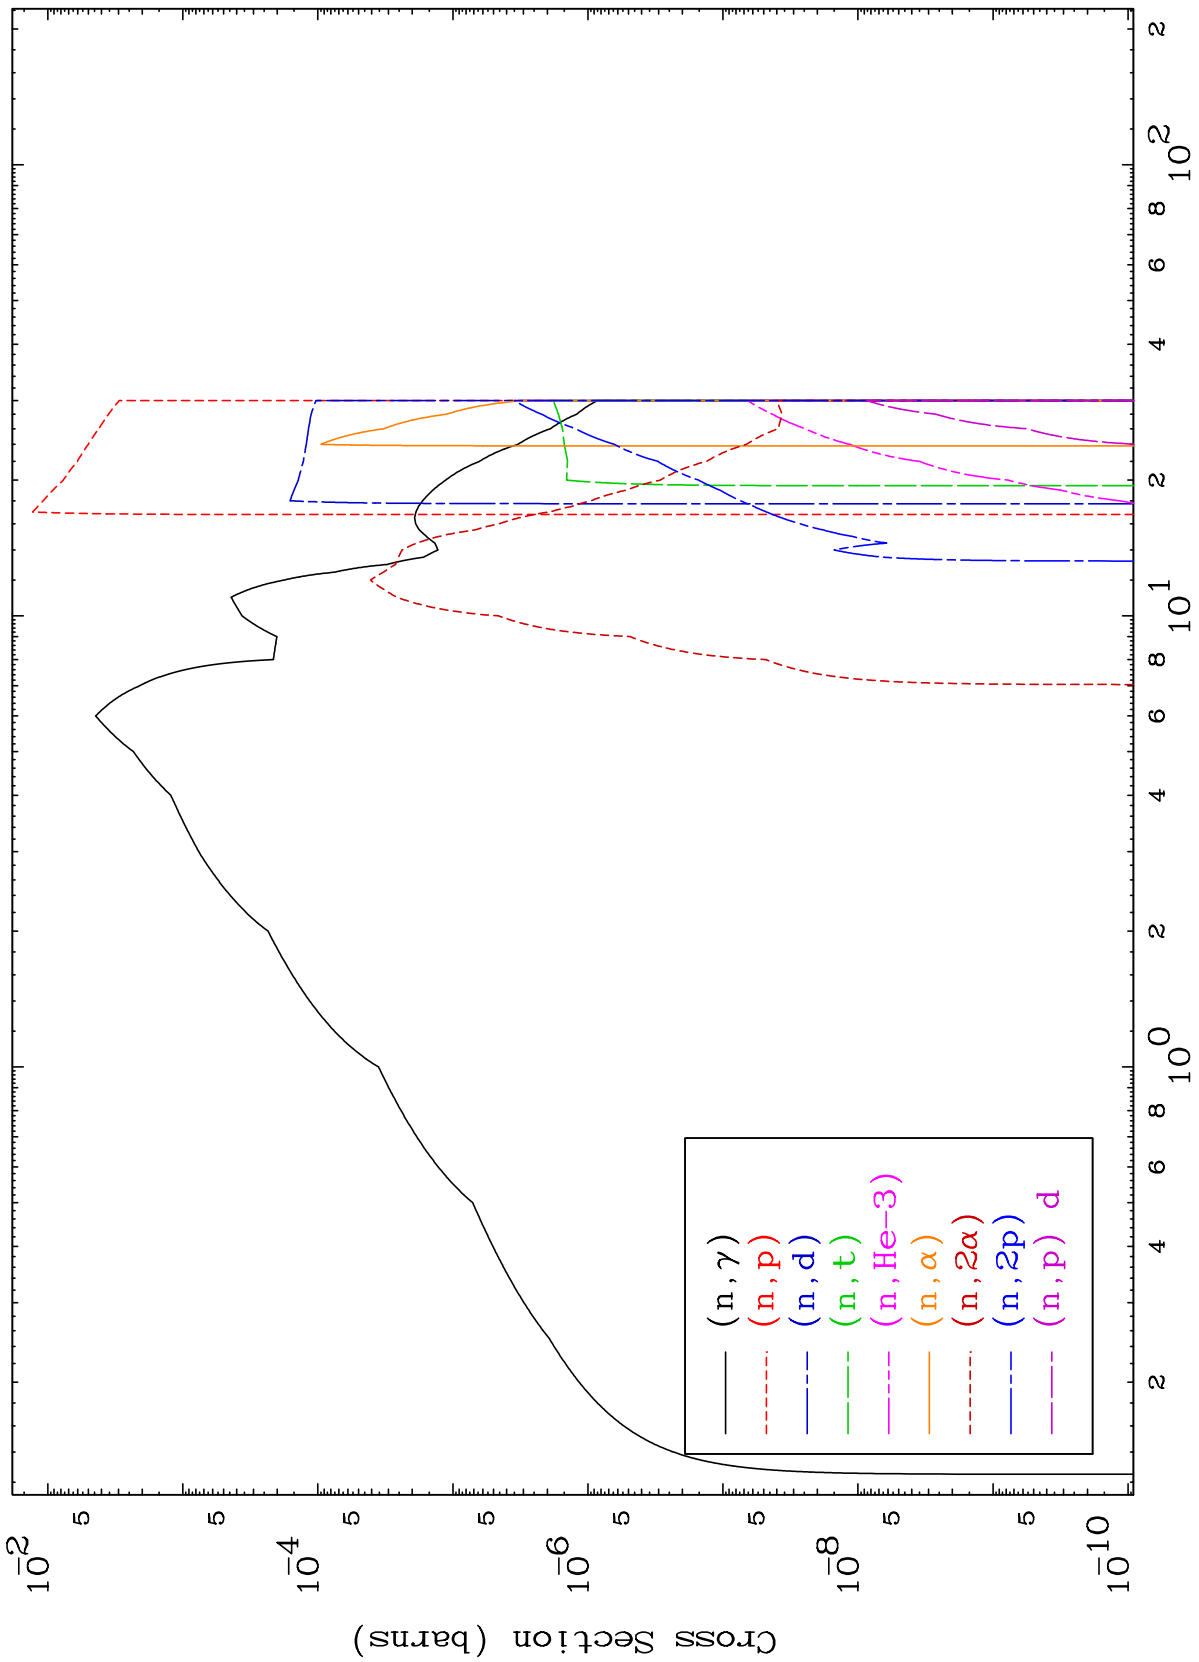 Cross Section (barns)
10-2
5
5
10-4
5
5
10-6
5
5
10-8
5
5
10-10
2
4
6
8
10 0
2
4
6
8
10 1
2
4
6
8
10 2
2
(n,γ)
(n,p)
(n,d)
(n,t)
(n,He-3)
(n,α)
(n,2α)
(n,2p)
(n,p) d